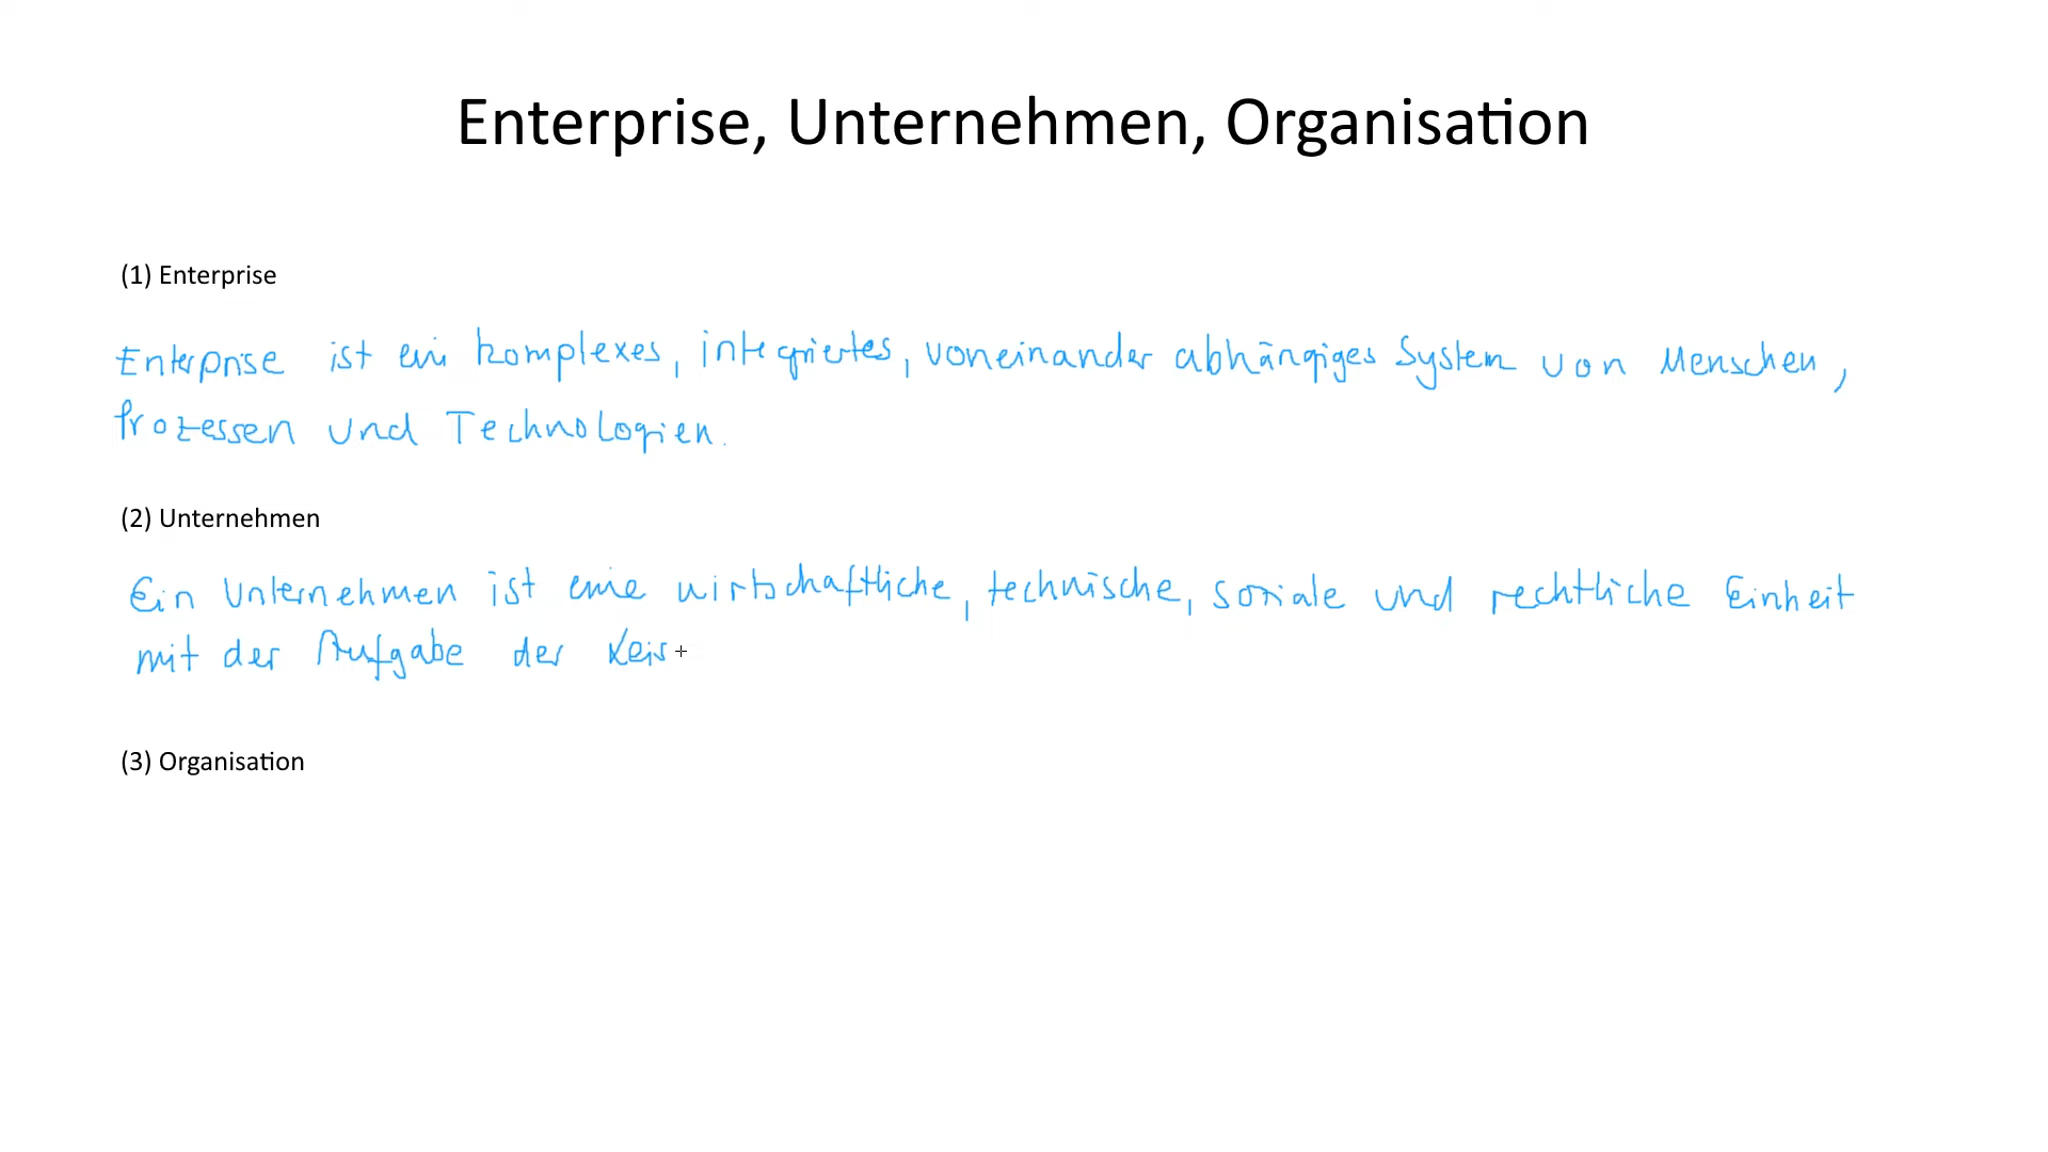 Enterprise, Unternehmen, Organisation
(1) Enterprise
Enterprise ist ein komplexes, integriertes, voneinander abhängiges System von Menschen,
Prozessen und Technologien.
(2) Unternehmen
Ein Unternehmen ist eine wirtschaftliche, technische, soziale und rechtliche Einheit
mit der Aufgabe der Leis
(3) Organisation